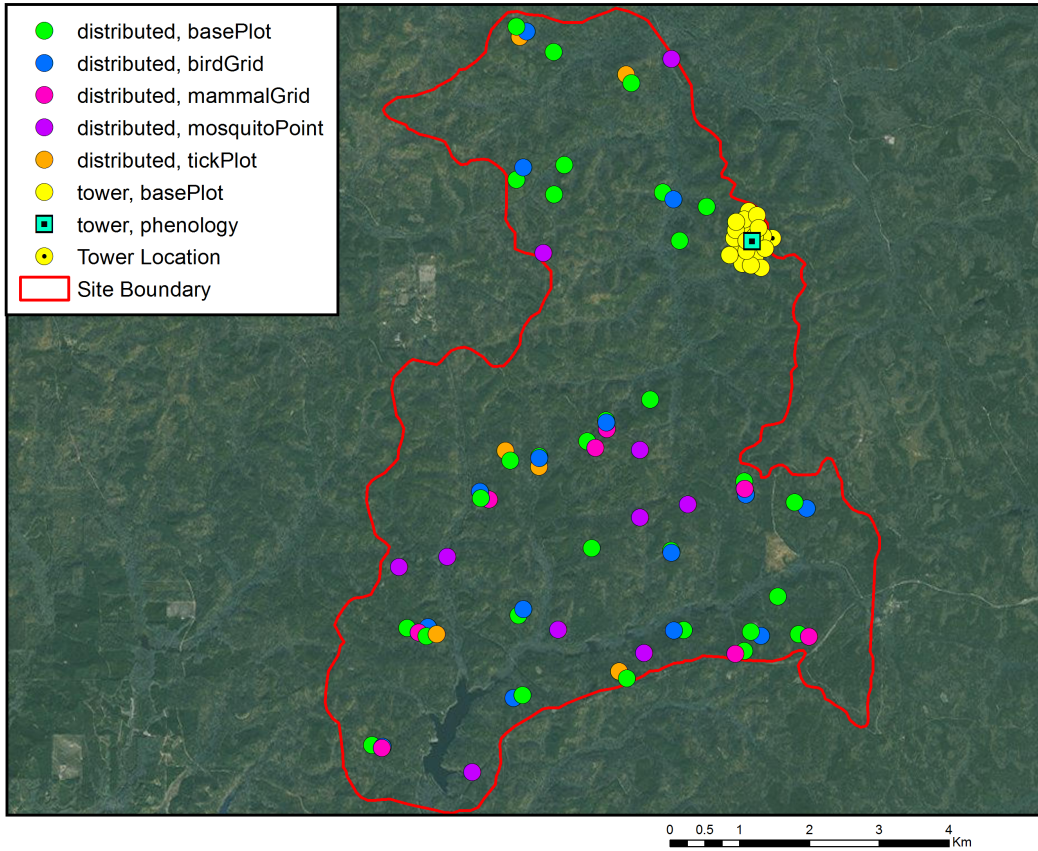 distributed, basePlot
distributed, birdGrid
distributed, mammalGrid
distributed, mosquitoPoint
distributed, tickPlot
tower, basePlot
tower, phenology
Tower Location
Site Boundary
0 0.5 1 2 3 4
Km